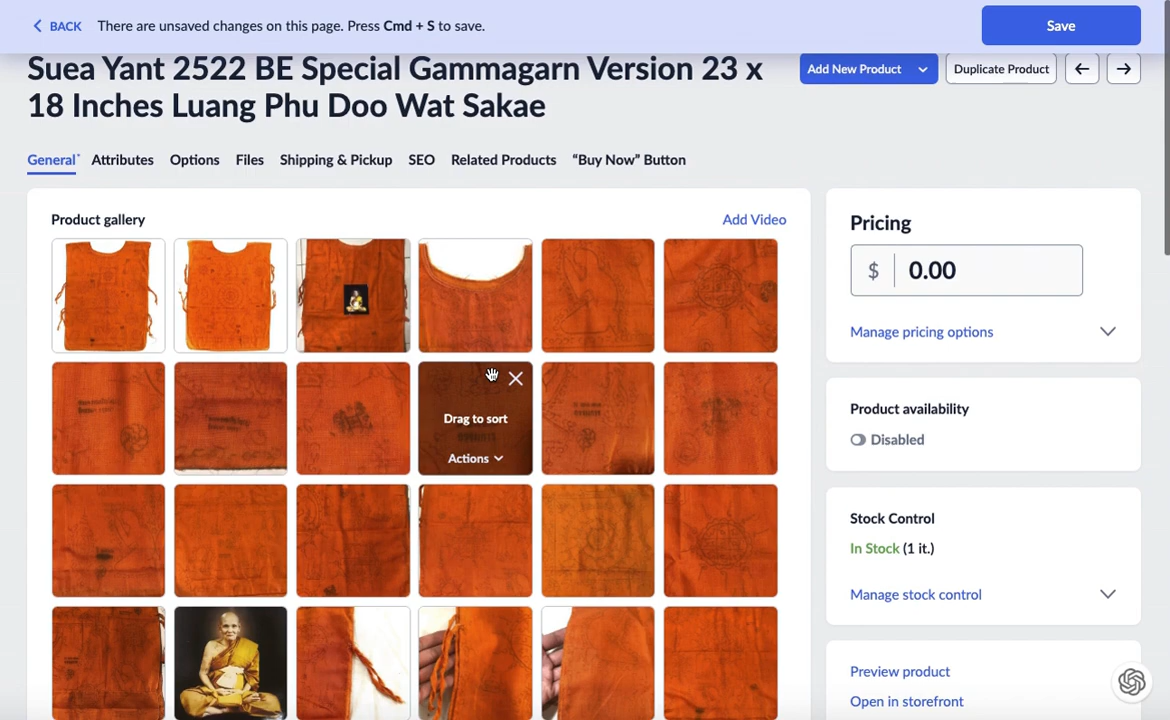 BACK
There are unsaved changes on this page. Press Cmd + S to save.
Save
Suea Yant 2522 BE Special Gammagarn Version 23 x
18 Inches Luang Phu Doo Wat Sakae
Add New Product
Duplicate Product
General*
Attributes
Options
Files
Shipping & Pickup
SEO
Related Products
“Buy Now” Button
Product gallery
Add Video
Drag to sort
Actions
Pricing
$ 0.00
Manage pricing options
Product availability
Disabled
Stock Control
In Stock (1 it.)
Manage stock control
Preview product
Open in storefront